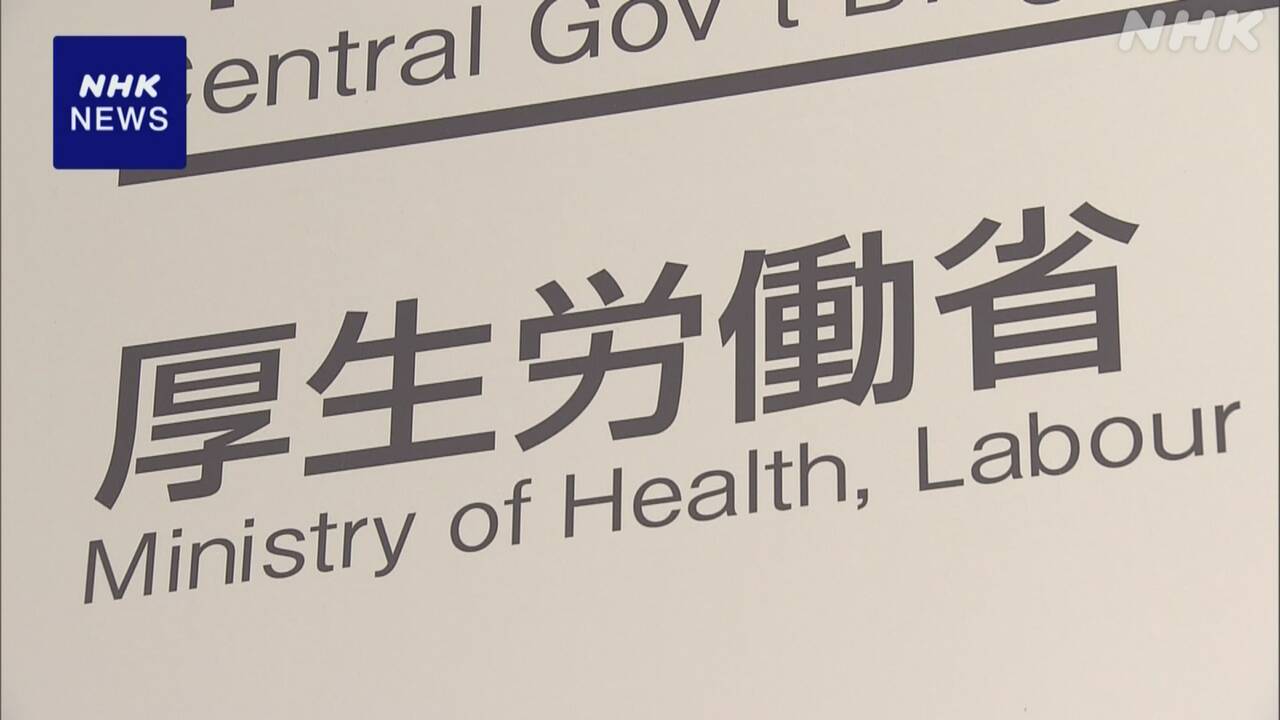 NHK
NEWS
NHK
Central Gov't
厚生労働省
Ministry of Health, Labour